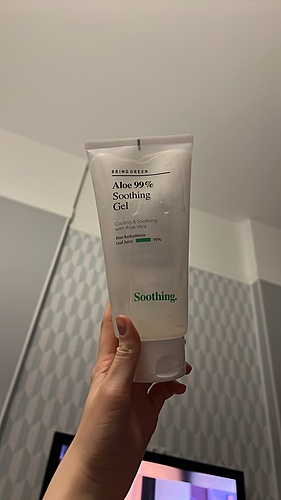 BRING GREEN
Aloe 99%
Soothing
Gel
Cooling & Soothing
with Aloe Vera
Aloe Barbadensis
Leaf Juice 99%
Soothing.